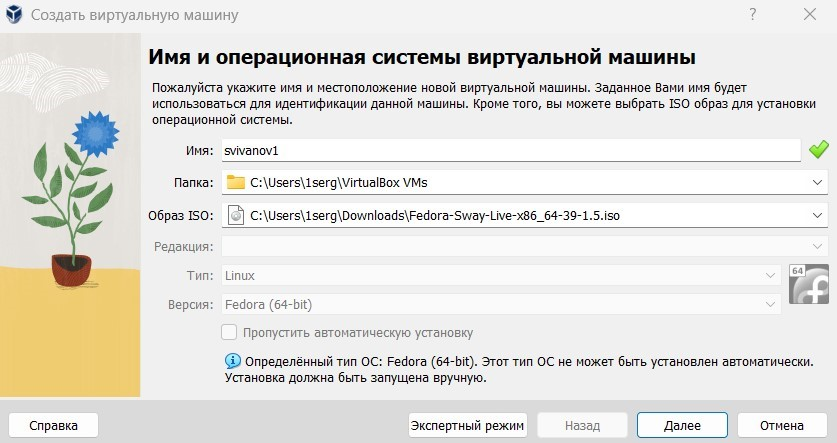 Создать виртуальную машину
Имя и операционная системы виртуальной машины
Пожалуйста укажите имя и местоположение новой виртуальной машины. Заданное Вами имя будет
использоваться для идентификации данной машины. Кроме того, вы можете выбрать ISO образ для установки
операционной системы.
Имя: svivanov1
Папка: C:\Users\1serg\VirtualBox VMs
Образ ISO: C:\Users\1serg\Downloads\Fedora-Sway-Live-x86_64-39-1.5.iso
Редакция:
Тип: Linux
64
Версия: Fedora (64-bit)
Пропустить автоматическую установку
Определённый тип ОС: Fedora (64-bit). Этот тип ОС не может быть установлен автоматически.
Установка должна быть запущена вручную.
Справка Экспертный режим Назад Далее Отмена